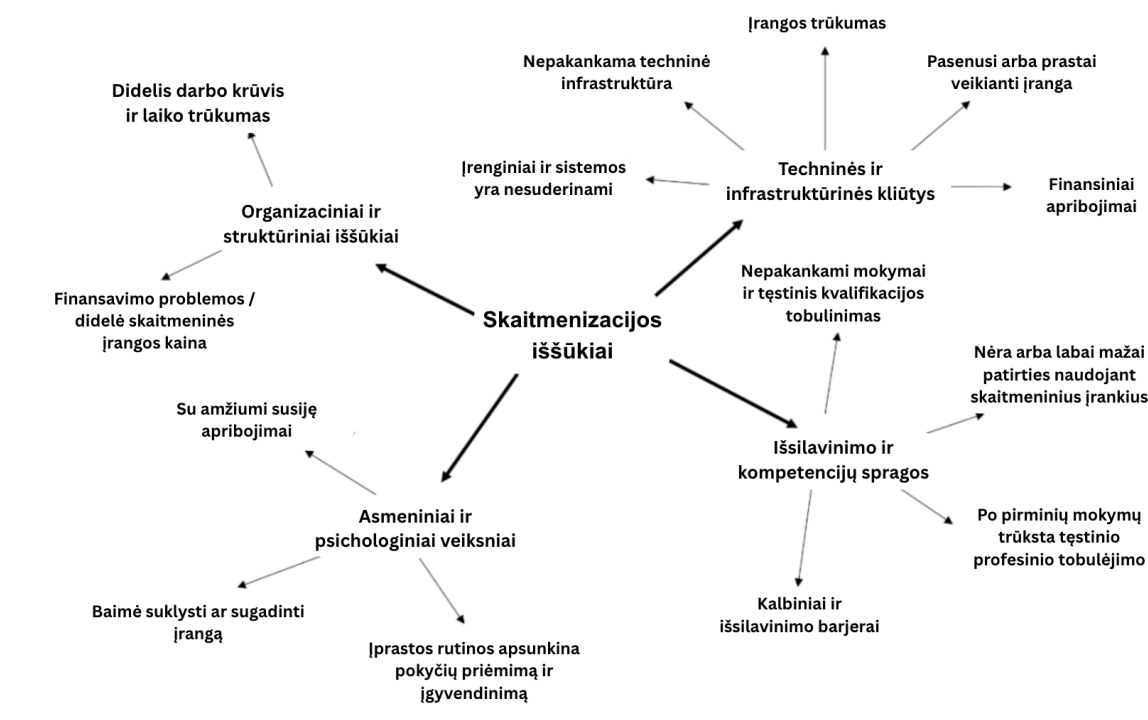 Įrangos trūkumas
Nepakankama techninė
infrastruktūra
Pasenusi arba prastai
veikianti įranga
Didelis darbo krūvis
ir laiko trūkumas
Įrenginiai ir sistemos
yra nesuderinami
Techninės ir
infrastruktūrinės kliūtys
Finansiniai
apribojimai
Organizaciniai ir
struktūriniai iššūkiai
Finansavimo problemos /
didelė skaitmeninės
įrangos kaina
Skaitmenizacijos
iššūkiai
Nepakankami mokymai
ir tęstinis kvalifikacijos
tobulinimas
Nėra arba labai mažai
patirties naudojant
skaitmeninius įrankius
Išsilavinimo ir
kompetencijų spragos
Po pirminių mokymų
trūksta tęstinio
profesinio tobulėjimo
Kalbiniai ir
išsilavinimo barjerai
Su amžiumi susiję
apribojimai
Asmeniniai ir
psichologiniai veiksniai
Baimė suklysti ar sugadinti
įrangą
Įprastos rutinos apsunkina
pokyčių priėmimą ir
įgyvendinimą